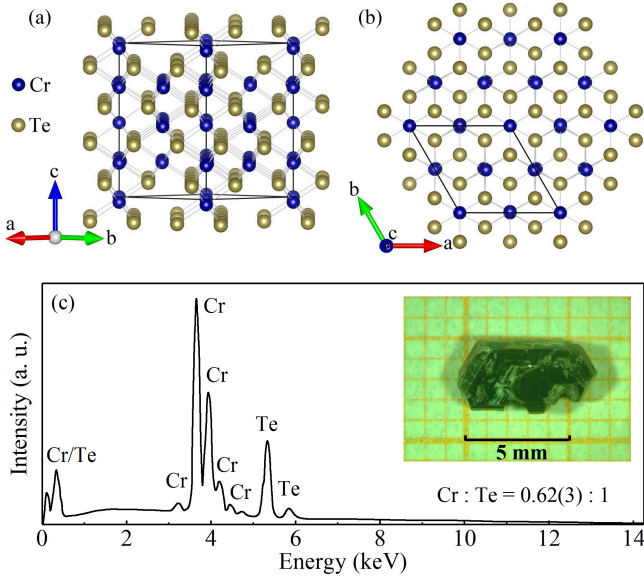 (a)
Cr
Te
c
a
b
(b)
b
c
a
(c)
Cr
Cr
Cr/Te
Cr
Cr
Cr
Te
Te
5 mm
Cr : Te = 0.62(3) : 1
Intensity (a. u.)
0 2 4 6 8 10 12 14
Energy (keV)